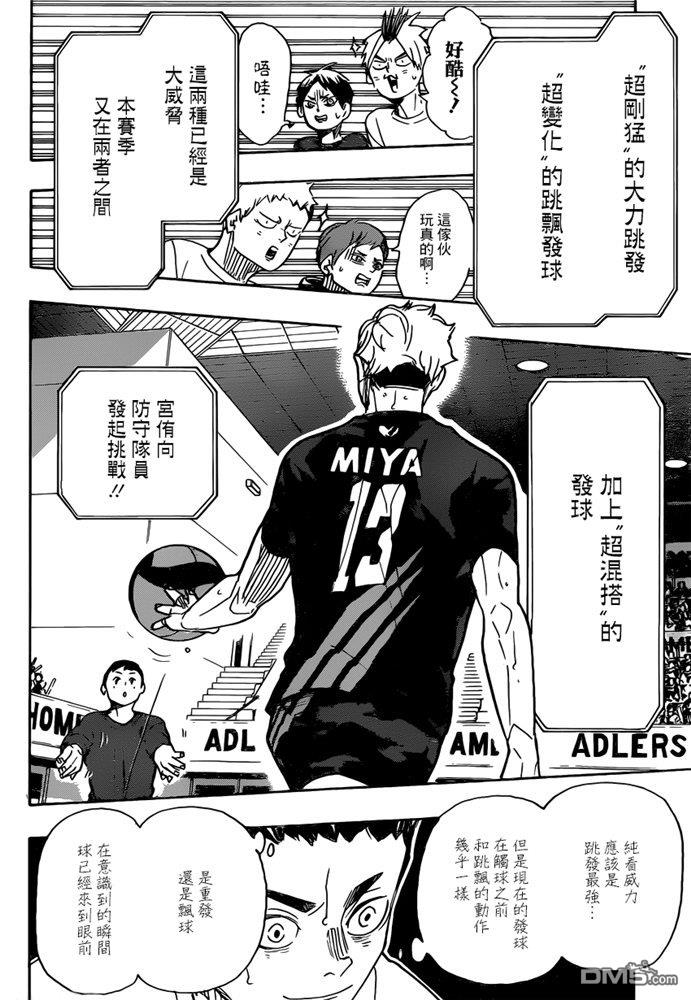 “超剛猛”的大力跳發
“超變化”的跳飄發球
好酷～！
唔哇…
這兩種已經是
大威脅
本賽季
又在兩者之間
這傢伙
玩真的啊…
加上“超混搭”的
發球
宮侑向
防守隊員
發起挑戰!!
MIYA
13
HOME
ADL
AME
ADLERS
純看威力
應該是
跳發最強…
但是現在的發球
在觸球之前
和跳飄的動作
幾乎一樣
是重發
還是飄球
在意識到的瞬間
球已經來到眼前
DM5.com